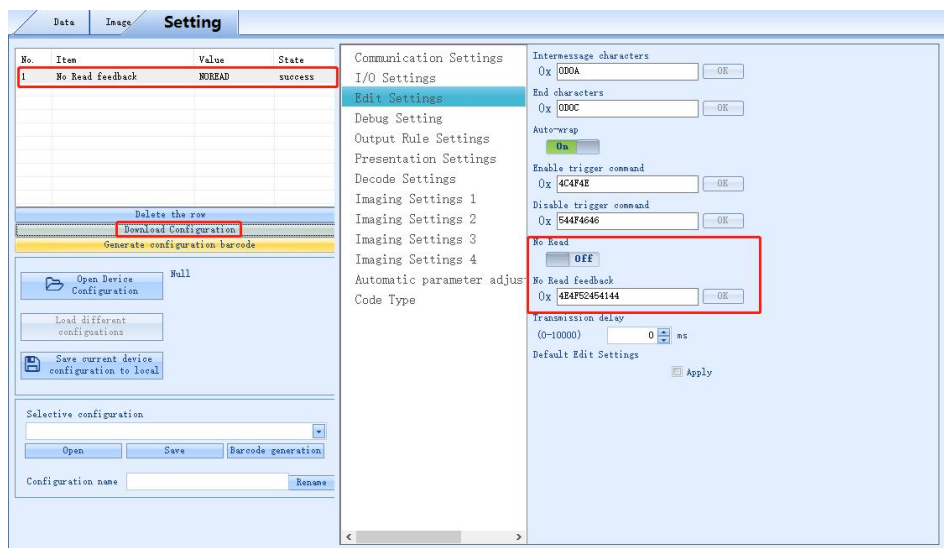 Data Image Setting
No. Item Value State
1 No Read feedback NOREAD success
Delete the row
Download Configuration
Generate configuration barcode
Open Device
Configuration
Null
Load different
configuations
Save current device
configuration to local
Selective configuration
Open Save Barcode generation
Configuration name Rename
Communication Settings
I/O Settings
Edit Settings
Debug Setting
Output Rule Settings
Presentation Settings
Decode Settings
Imaging Settings 1
Imaging Settings 2
Imaging Settings 3
Imaging Settings 4
Automatic parameter adjus
Code Type
Intermessage characters
0x 0D0A OK
End characters
0x 0D0C OK
Auto-wrap
On
Enable trigger command
0x 4C4F4E OK
Disable trigger command
0x 544F4646 OK
No Read
Off
No Read feedback
0x 4E4F52454144 OK
Transmission delay
(0-10000) 0 ms
Default Edit Settings
Apply